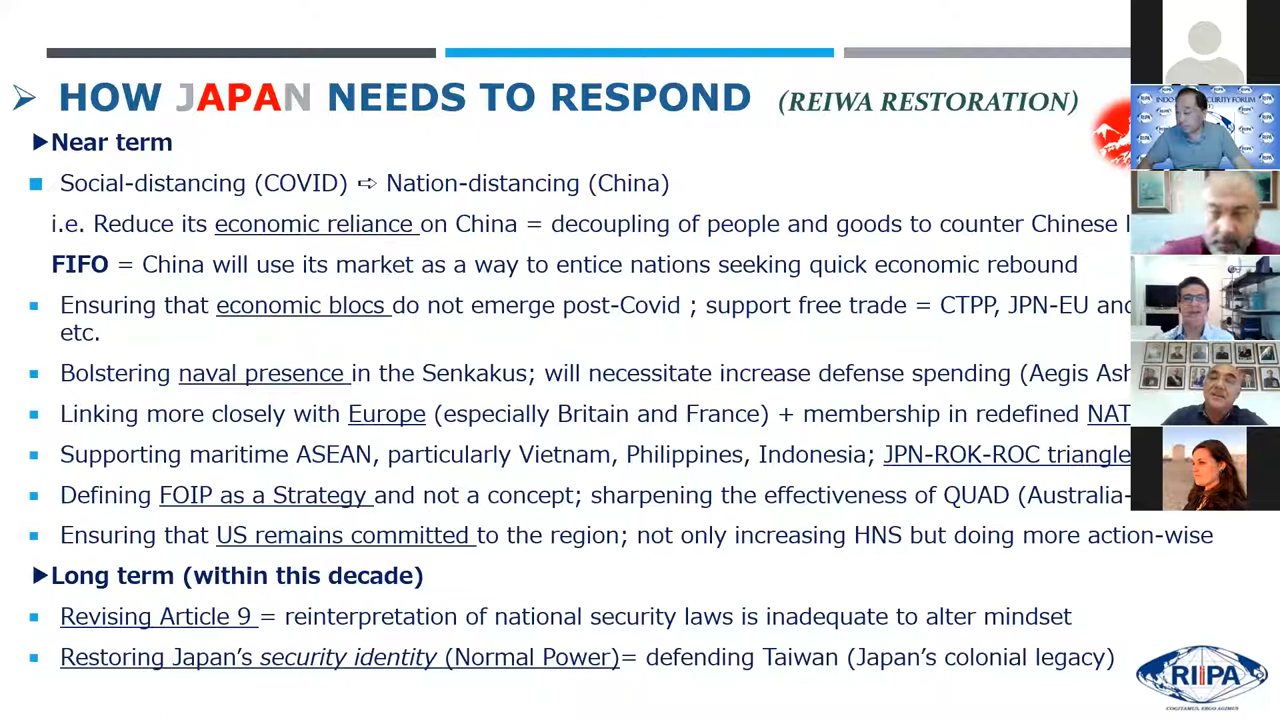 HOW JAPAN NEEDS TO RESPOND (REIWA RESTORATION)
Near term
Social-distancing (COVID) ⇨ Nation-distancing (China)
i.e. Reduce its economic reliance on China = decoupling of people and goods to counter Chinese
FIFO = China will use its market as a way to entice nations seeking quick economic rebound
Ensuring that economic blocs do not emerge post-Covid ; support free trade = CTPP, JPN-EU and
etc.
Bolstering naval presence in the Senkakus; will necessitate increase defense spending (Aegis Ash
Linking more closely with Europe (especially Britain and France) + membership in redefined NAT
Supporting maritime ASEAN, particularly Vietnam, Philippines, Indonesia; JPN-ROK-ROC triangle
Defining FOIP as a Strategy and not a concept; sharpening the effectiveness of QUAD (Australia-
Ensuring that US remains committed to the region; not only increasing HNS but doing more action-wise
Long term (within this decade)
Revising Article 9 = reinterpretation of national security laws is inadequate to alter mindset
Restoring Japan's security identity (Normal Power)= defending Taiwan (Japan's colonial legacy)
RIIPA
COGITAMUS, ERGO AGIMUS